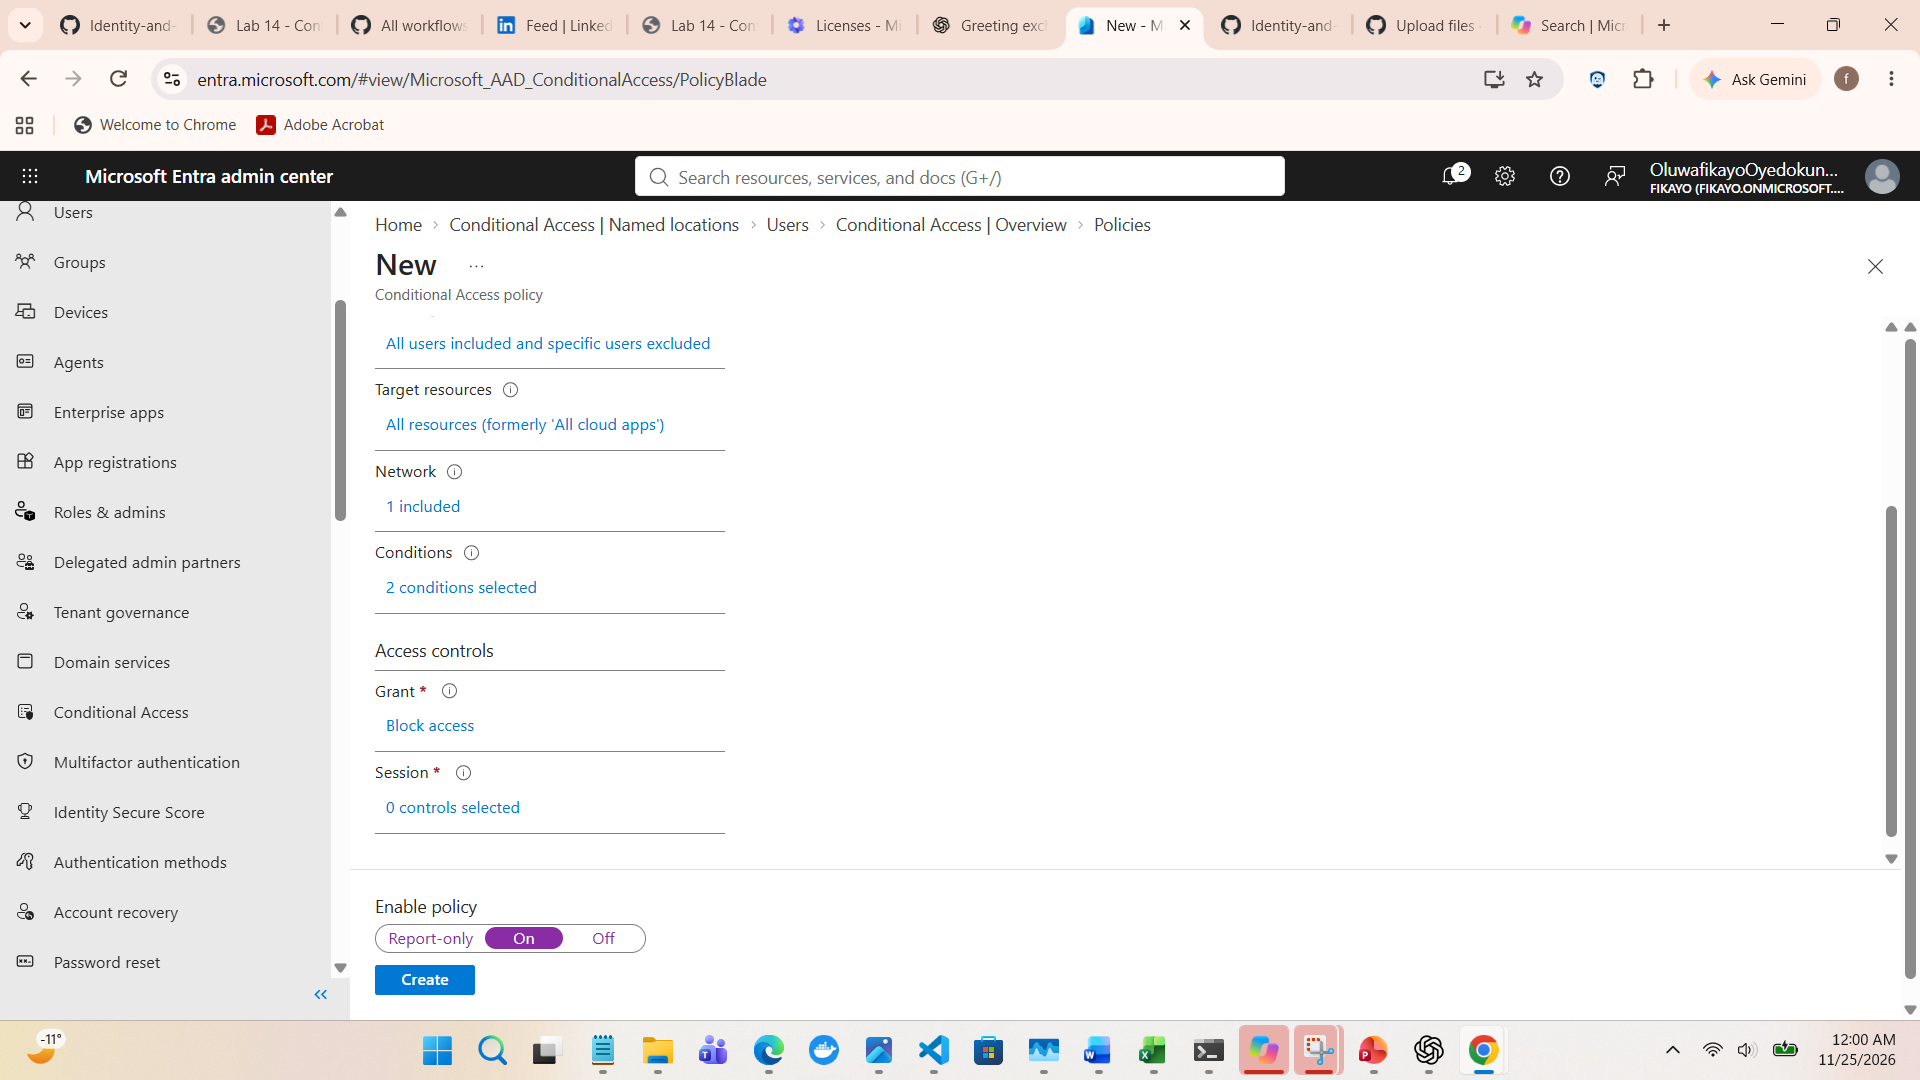 Identity-and-
Lab 14 - Con
All workflows
Feed | Linked
Lab 14 - Con
Licenses - Mi
Greeting exc
New - M
Identity-and-
Upload files -
Search | Micr
entra.microsoft.com/#view/Microsoft_AAD_ConditionalAccess/PolicyBlade
Ask Gemini
f
Welcome to Chrome
Adobe Acrobat
Microsoft Entra admin center
Search resources, services, and docs (G+/)
2
OluwafikayoOyedokun...
FIKAYO (FIKAYO.ONMICROSOFT....
Users
Groups
Devices
Agents
Enterprise apps
App registrations
Roles & admins
Delegated admin partners
Tenant governance
Domain services
Conditional Access
Multifactor authentication
Identity Secure Score
Authentication methods
Account recovery
Password reset
Home > Conditional Access | Named locations > Users > Conditional Access | Overview > Policies
New ...
Conditional Access policy
All users included and specific users excluded
Target resources
All resources (formerly 'All cloud apps')
Network
1 included
Conditions
2 conditions selected
Access controls
Grant *
Block access
Session *
0 controls selected
Enable policy
Report-only On Off
Create
-11°
12:00 AM
11/25/2026